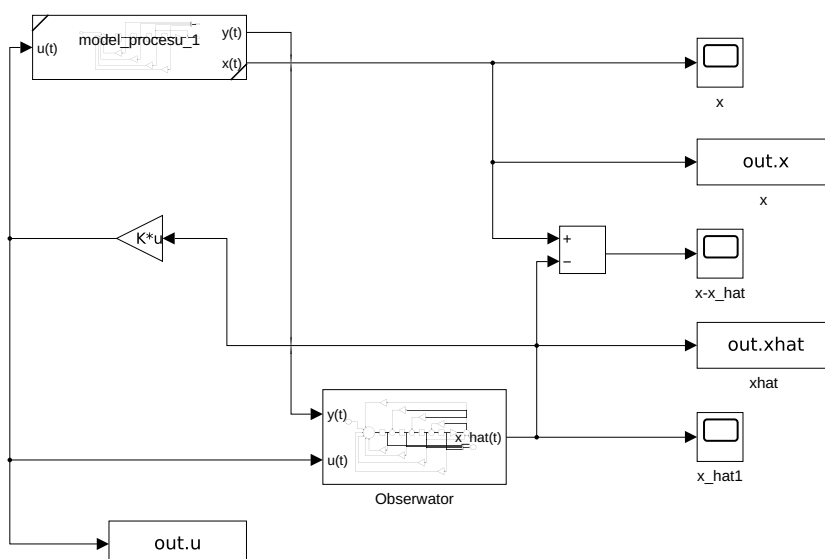 model_procesu_1
u(t)
y(t)
x(t)
x
out.x
x
K*u
+
−
x-x_hat
out.xhat
xhat
y(t)
u(t)
x_hat(t)
Obserwator
x_hat1
out.u